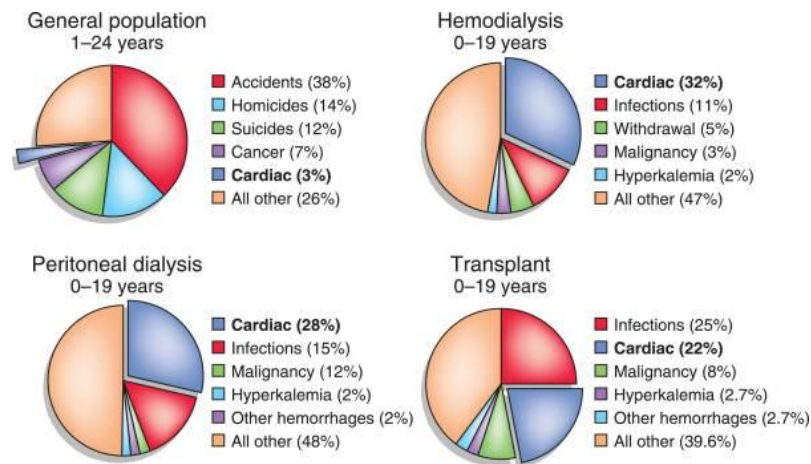 General population
1–24 years
Accidents (38%)
Homicides (14%)
Suicides (12%)
Cancer (7%)
Cardiac (3%)
All other (26%)
Hemodialysis
0–19 years
Cardiac (32%)
Infections (11%)
Withdrawal (5%)
Malignancy (3%)
Hyperkalemia (2%)
All other (47%)
Peritoneal dialysis
0–19 years
Cardiac (28%)
Infections (15%)
Malignancy (12%)
Hyperkalemia (2%)
Other hemorrhages (2%)
All other (48%)
Transplant
0–19 years
Infections (25%)
Cardiac (22%)
Malignancy (8%)
Hyperkalemia (2.7%)
Other hemorrhages (2.7%)
All other (39.6%)